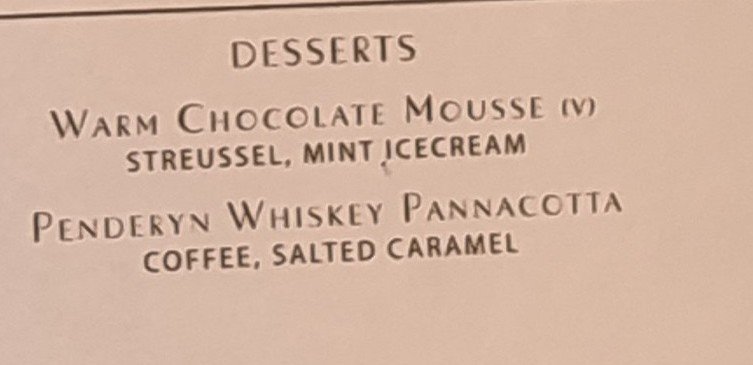 DESSERTS
WARM CHOCOLATE MOUSSE (V)
STREUSSEL, MINT ICECREAM
PENDERYN WHISKEY PANNACOTTA
COFFEE, SALTED CARAMEL